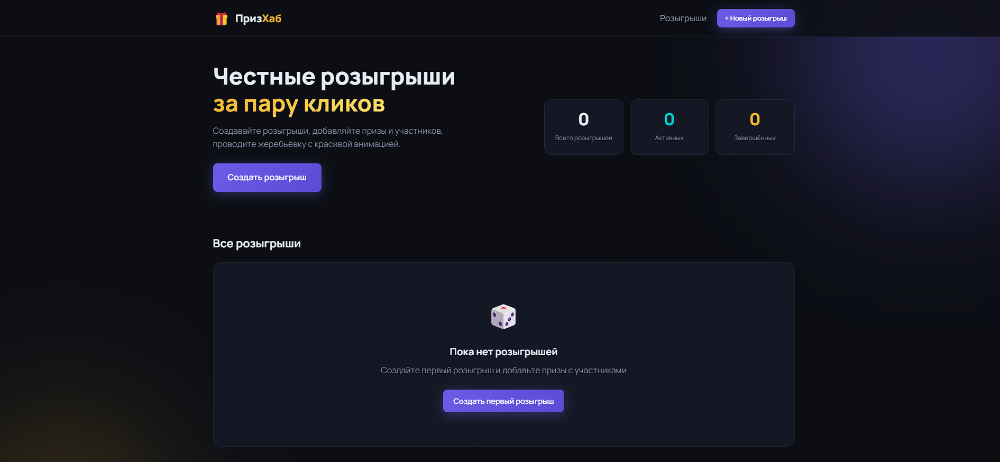 ПризХаб
Розыгрыши
+ Новый розыгрыш
Честные розыгрыши
за пару кликов
Создавайте розыгрыши, добавляйте призы и участников,
проводите жеребьёвку с красивой анимацией.
Создать розыгрыш
0
Всего розыгрышей
0
Активных
0
Завершённых
Все розыгрыши
Пока нет розыгрышей
Создайте первый розыгрыш и добавьте призы с участниками
Создать первый розыгрыш